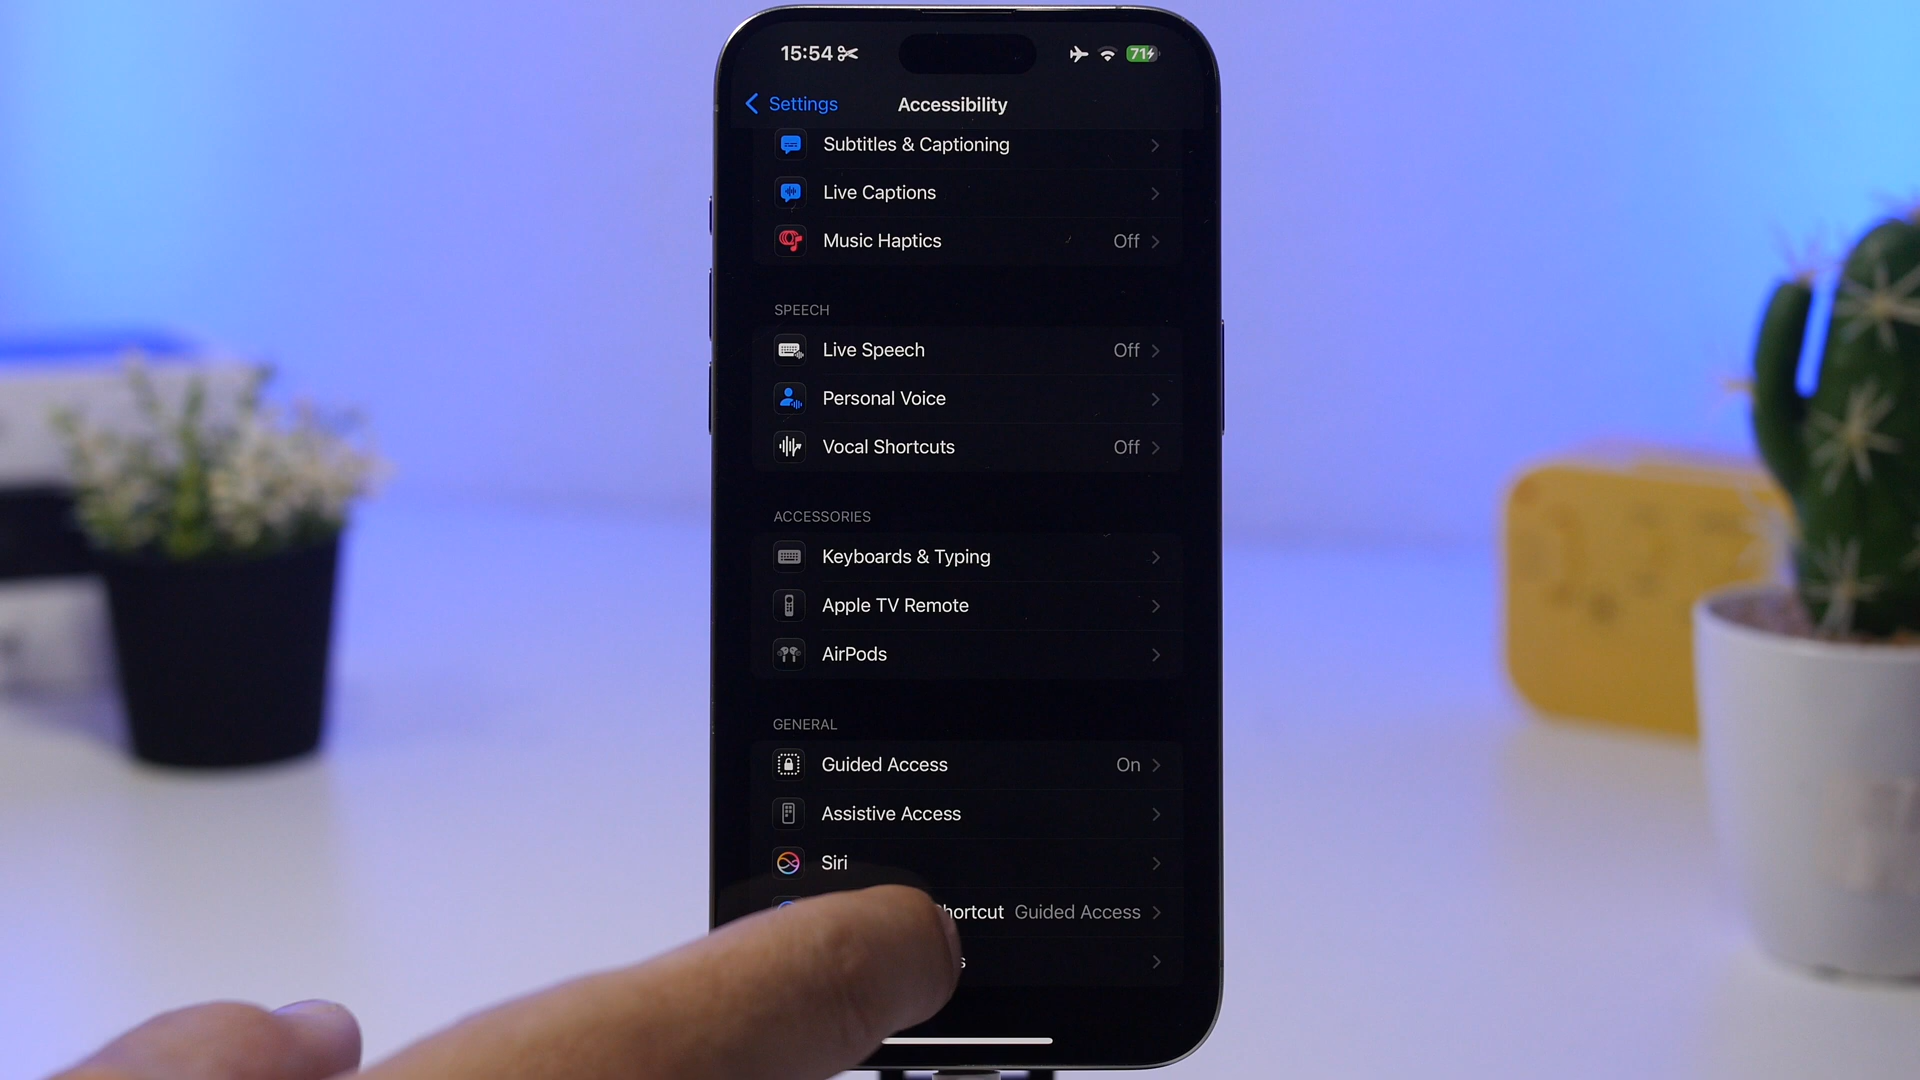 15:54
71
Settings
Accessibility
Subtitles & Captioning
Live Captions
Music Haptics Off
SPEECH
Live Speech Off
Personal Voice
Vocal Shortcuts Off
ACCESSORIES
Keyboards & Typing
Apple TV Remote
AirPods
GENERAL
Guided Access On
Assistive Access
Siri
Guided Access